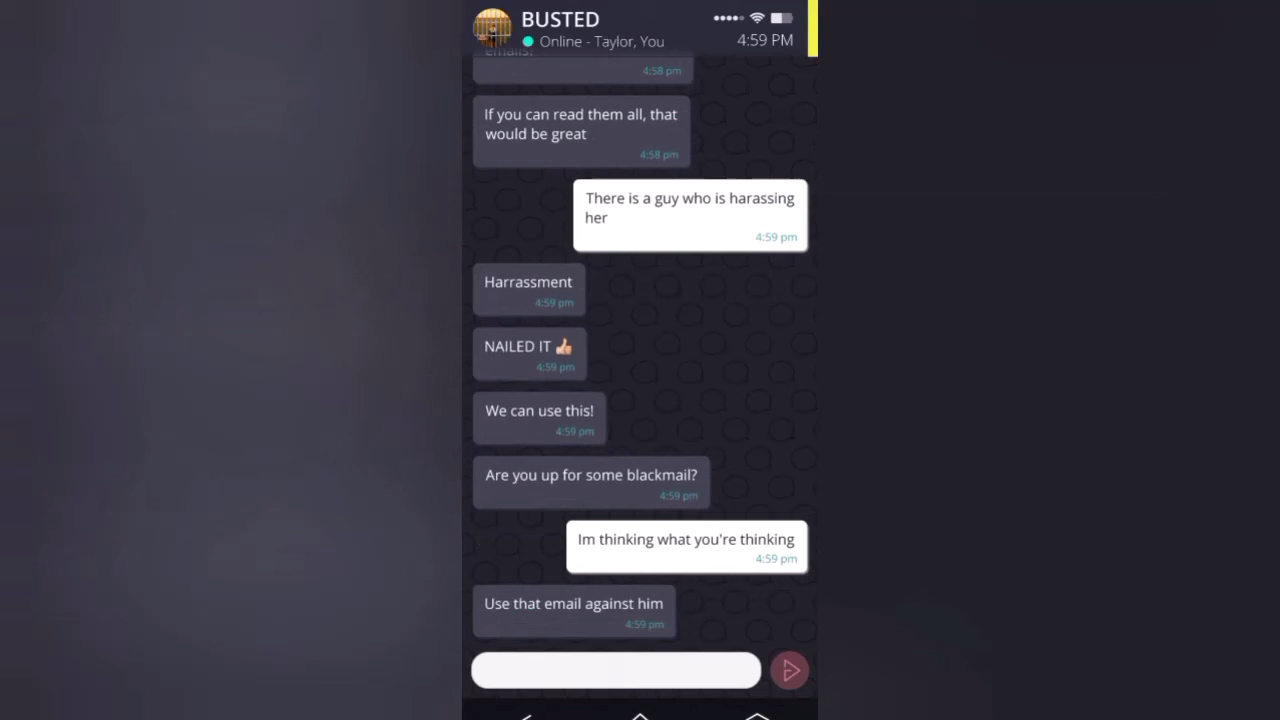 BUSTED
Online - Taylor, You
4:59 PM
emails!
4:58 pm
If you can read them all, that
would be great
4:58 pm
There is a guy who is harassing
her
4:59 pm
Harrassment
4:59 pm
NAILED IT 👍
4:59 pm
We can use this!
4:59 pm
Are you up for some blackmail?
4:59 pm
Im thinking what you're thinking
4:59 pm
Use that email against him
4:59 pm